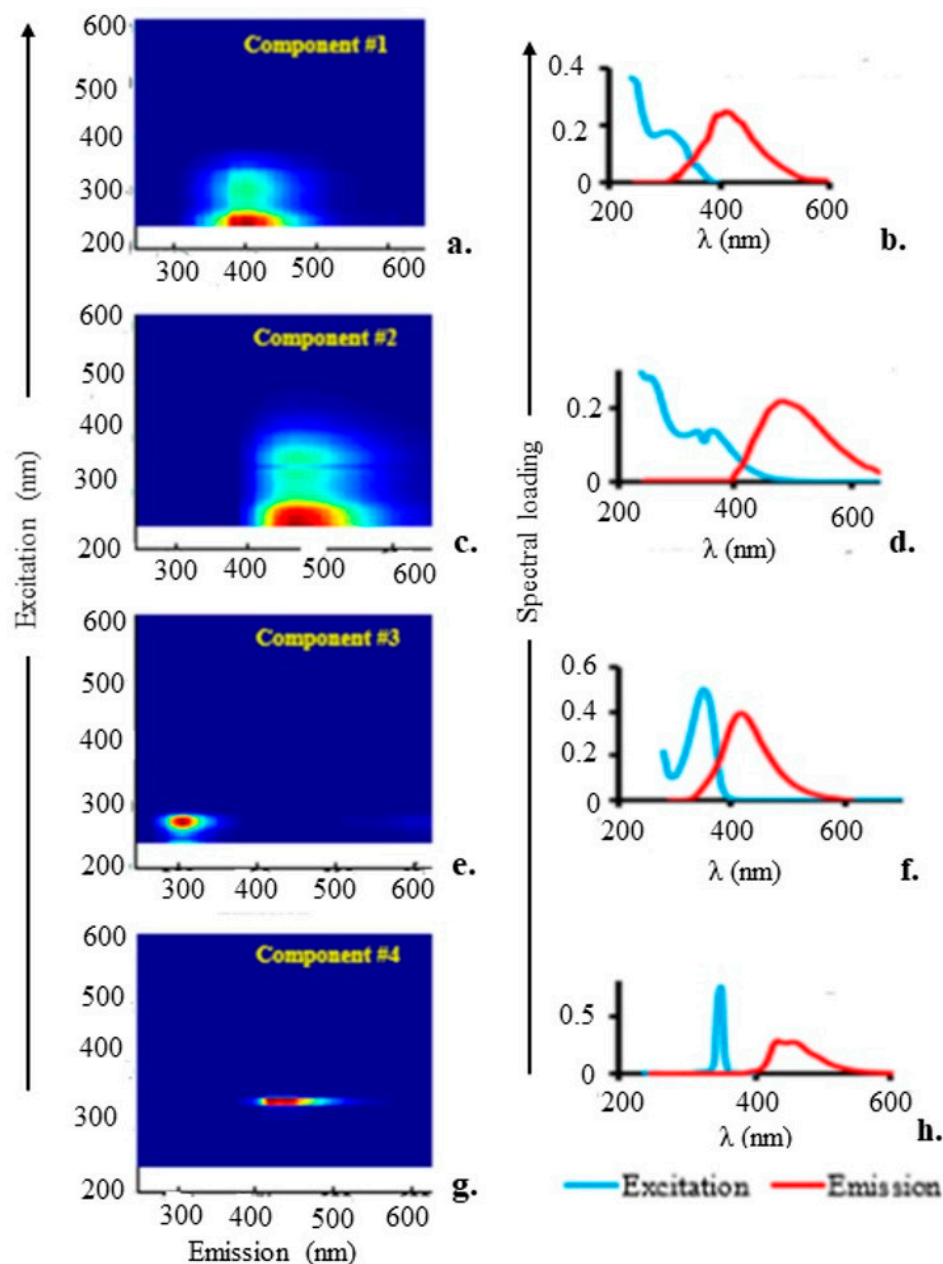 600
500
400
300
200
Component #1
300 400 500 600
a.
0.4
0.2
0
200 400 600
λ (nm)
b.
600
500
400
300
200
Component #2
300 400 500 600
c.
0.2
0
200 400 600
λ (nm)
d.
Excitation (nm)
Spectral loading
600
500
400
300
200
Component #3
300 400 500 600
e.
0.6
0.4
0.2
0
200 400 600
λ (nm)
f.
600
500
400
300
200
Component #4
300 400 500 600
g.
Emission (nm)
0.5
0
200 400 600
λ (nm)
h.
Excitation Emission